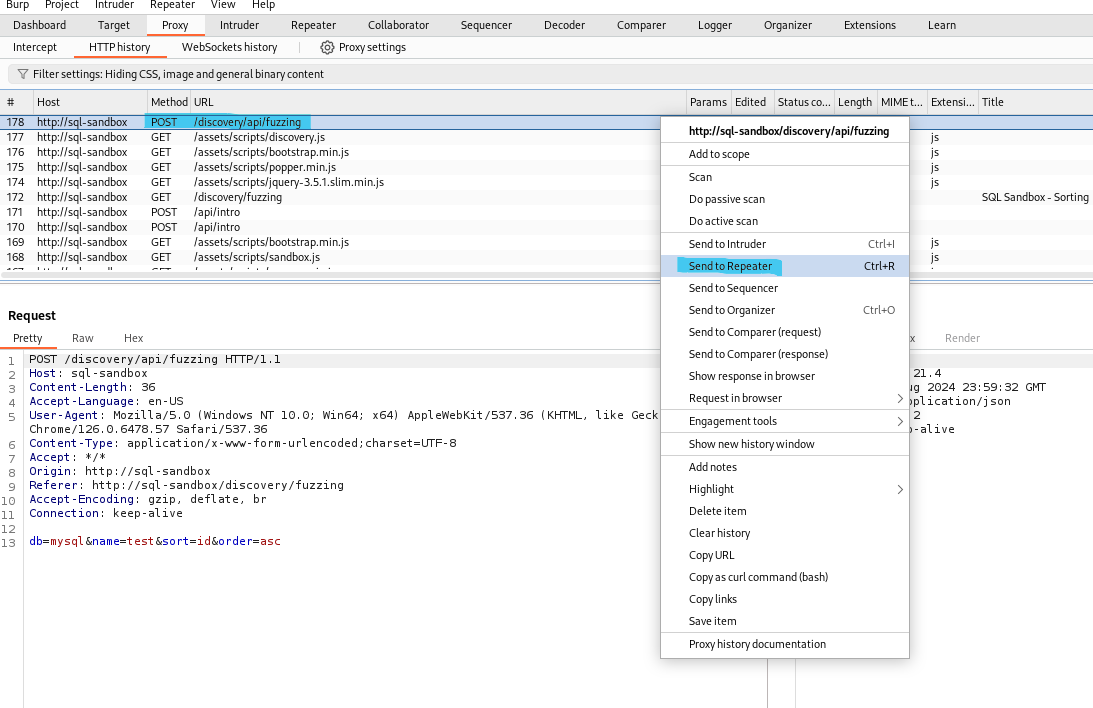 Burp Project Intruder Repeater View Help
Dashboard Target Proxy Intruder Repeater Collaborator Sequencer Decoder Comparer Logger Organizer Extensions Learn
Intercept HTTP history WebSockets history Proxy settings
Filter settings: Hiding CSS, image and general binary content
# Host Method URL Params Edited Status co... Length MIME t... Extensi... Title
178 http://sql-sandbox POST /discovery/api/fuzzing
177 http://sql-sandbox GET /assets/scripts/discovery.js js
176 http://sql-sandbox GET /assets/scripts/bootstrap.min.js js
175 http://sql-sandbox GET /assets/scripts/popper.min.js js
174 http://sql-sandbox GET /assets/scripts/jquery-3.5.1.slim.min.js js
172 http://sql-sandbox GET /discovery/fuzzing SQL Sandbox - Sorting
171 http://sql-sandbox POST /api/intro
170 http://sql-sandbox POST /api/intro
169 http://sql-sandbox GET /assets/scripts/bootstrap.min.js js
168 http://sql-sandbox GET /assets/scripts/sandbox.js js
http://sql-sandbox/discovery/api/fuzzing
Add to scope
Scan
Do passive scan
Do active scan
Send to Intruder Ctrl+I
Send to Repeater Ctrl+R
Send to Sequencer
Send to Organizer Ctrl+O
Send to Comparer (request)
Send to Comparer (response)
Show response in browser
Request in browser
Engagement tools
Show new history window
Add notes
Highlight
Delete item
Clear history
Copy URL
Copy as curl command (bash)
Copy links
Save item
Proxy history documentation
Request
Pretty Raw Hex
1 POST /discovery/api/fuzzing HTTP/1.1
2 Host: sql-sandbox
3 Content-Length: 36
4 Accept-Language: en-US
5 User-Agent: Mozilla/5.0 (Windows NT 10.0; Win64; x64) AppleWebKit/537.36 (KHTML, like Geck
Chrome/126.0.6478.57 Safari/537.36
6 Content-Type: application/x-www-form-urlencoded;charset=UTF-8
7 Accept: */*
8 Origin: http://sql-sandbox
9 Referer: http://sql-sandbox/discovery/fuzzing
10 Accept-Encoding: gzip, deflate, br
11 Connection: keep-alive
12
13 db=mysql&name=test&sort=id&order=asc
x Render
21.4
ug 2024 23:59:32 GMT
pplication/json
2
p-alive